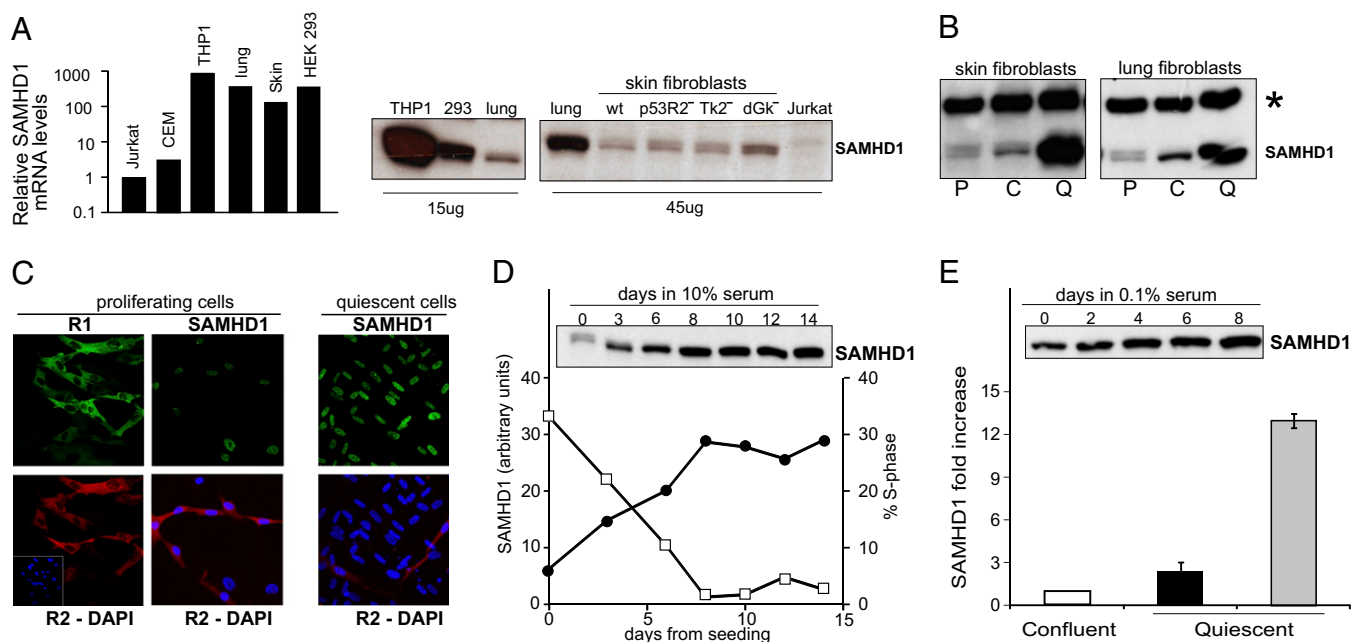 A
Relative SAMHD1
mRNA levels
1000
100
10
1
0.1
Jurkat
CEM
THP1
lung
Skin
HEK 293
skin fibroblasts
THP1 293 lung
lung wt p53R2⁻ Tk2⁻ dGk⁻ Jurkat
SAMHD1
15ug
45ug
B
skin fibroblasts
lung fibroblasts
*
SAMHD1
P C Q
P C Q
C
proliferating cells
quiescent cells
R1
SAMHD1
SAMHD1
R2 - DAPI
R2 - DAPI
R2 - DAPI
D
days in 10% serum
0 3 6 8 10 12 14
SAMHD1
SAMHD1 (arbitrary units)
40
30
20
10
0
% S-phase
40
30
20
10
0
0 5 10 15
days from seeding
E
days in 0.1% serum
0 2 4 6 8
SAMHD1
SAMHD1 fold increase
15
12
9
6
3
0
Confluent
Quiescent